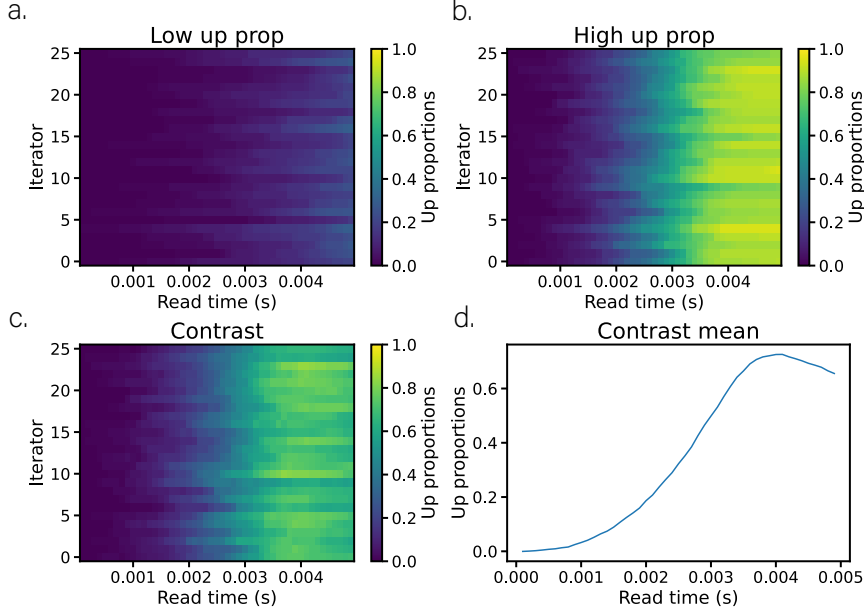 a.
Low up prop
Iterator
25
20
15
10
5
0
0.001 0.002 0.003 0.004
Read time (s)
1.0
0.8
0.6
0.4
0.2
0.0
Up proportions
b.
High up prop
25
20
15
10
5
0
0.001 0.002 0.003 0.004
Read time (s)
1.0
0.8
0.6
0.4
0.2
0.0
Up proportions
c.
Contrast
Iterator
25
20
15
10
5
0
0.001 0.002 0.003 0.004
Read time (s)
1.0
0.8
0.6
0.4
0.2
0.0
Up proportions
d.
Contrast mean
Up proportions
0.6
0.4
0.2
0.0
0.000 0.001 0.002 0.003 0.004 0.005
Read time (s)